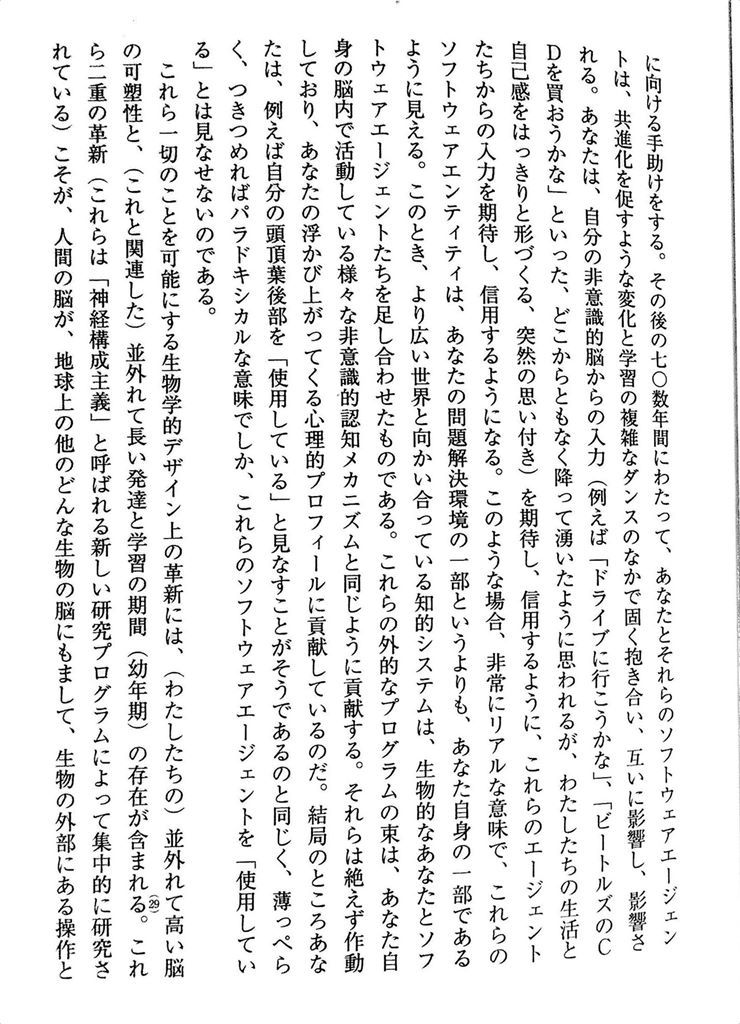 に向ける手助けをする。その後の七〇数年間にわたって、あなたとそれらのソフトウェアエージェン
トは、共進化を促すような変化と学習の複雑なダンスのなかで固く抱き合い、互いに影響し、影響さ
れる。あなたは、自分の非意識的脳からの入力（例えば「ドライブに行こうかな」、「ビートルズのC
Dを買おうかな」といった、どこからともなく降って湧いたように思われるが、わたしたちの生活と
自己感をはっきりと形づくる、突然の思い付き）を期待し、信用するように、これらのエージェント
たちからの入力を期待し、信用するようになる。このような場合、非常にリアルな意味で、これらの
ソフトウェアエンティティは、あなたの問題解決環境の一部というよりも、あなた自身の一部である
ように見える。このとき、より広い世界と向かい合っている知的システムは、生物的なあなたとソフ
トウェアエージェントたちを足し合わせたものである。これらの外的なプログラムの束は、あなた自
身の脳内で活動している様々な非意識的認知メカニズムと同じように貢献する。それらは絶えず作動
しており、あなたの浮かび上がってくる心理的プロフィールに貢献しているのだ。結局のところあな
たは、例えば自分の頭頂葉後部を「使用している」と見なすことがそうであるのと同じく、薄っぺら
く、つきつめればパラドキシカルな意味でしか、これらのソフトウェアエージェントを「使用してい
る」とは見なせないのである。
これら一切のことを可能にする生物学的デザイン上の革新には、（わたしたちの）並外れて高い脳
の可塑性と、（これと関連した）並外れて長い発達と学習の期間（幼年期）の存在が含まれる。(29)これ
ら二重の革新（これらは「神経構成主義」と呼ばれる新しい研究プログラムによって集中的に研究さ
れている）こそが、人間の脳が、地球上の他のどんな生物の脳にもまして、生物の外部にある操作と